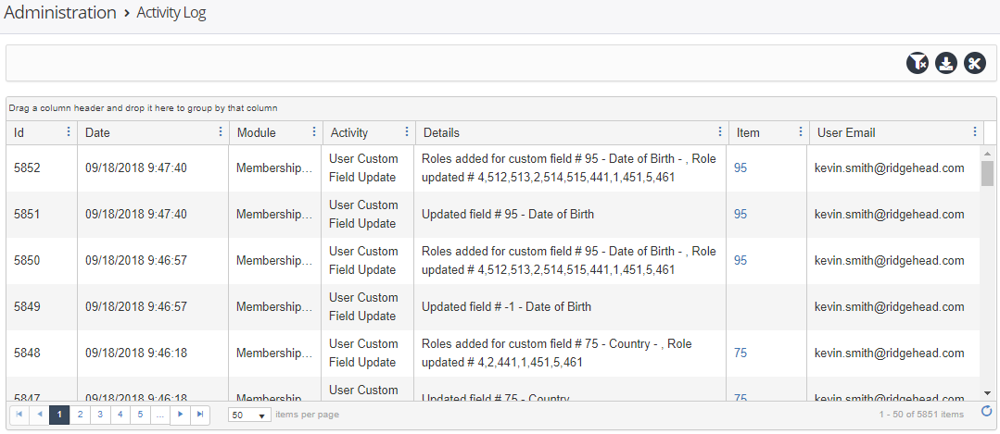 Administration > Activity Log
Drag a column header and drop it here to group by that column
Id Date Module Activity Details Item User Email
5852 09/18/2018 9:47:40 Membership... User Custom Field Update Roles added for custom field # 95 - Date of Birth - , Role updated # 4,512,513,2,514,515,441,1,451,5,461 95 kevin.smith@ridgehead.com
5851 09/18/2018 9:47:40 Membership... User Custom Field Update Updated field # 95 - Date of Birth 95 kevin.smith@ridgehead.com
5850 09/18/2018 9:46:57 Membership... User Custom Field Update Roles added for custom field # 95 - Date of Birth - , Role updated # 4,512,513,2,514,515,441,1,451,5,461 95 kevin.smith@ridgehead.com
5849 09/18/2018 9:46:57 Membership... User Custom Field Update Updated field # -1 - Date of Birth kevin.smith@ridgehead.com
5848 09/18/2018 9:46:18 Membership... User Custom Field Update Roles added for custom field # 75 - Country - , Role updated # 4,2,441,1,451,5,461 75 kevin.smith@ridgehead.com
5847 09/18/2018 9:46:18 Membership... User Custom Updated field # 75 - Country 75 kevin.smith@ridgehead.com
1 2 3 4 5 ... 50 items per page 1 - 50 of 5851 items